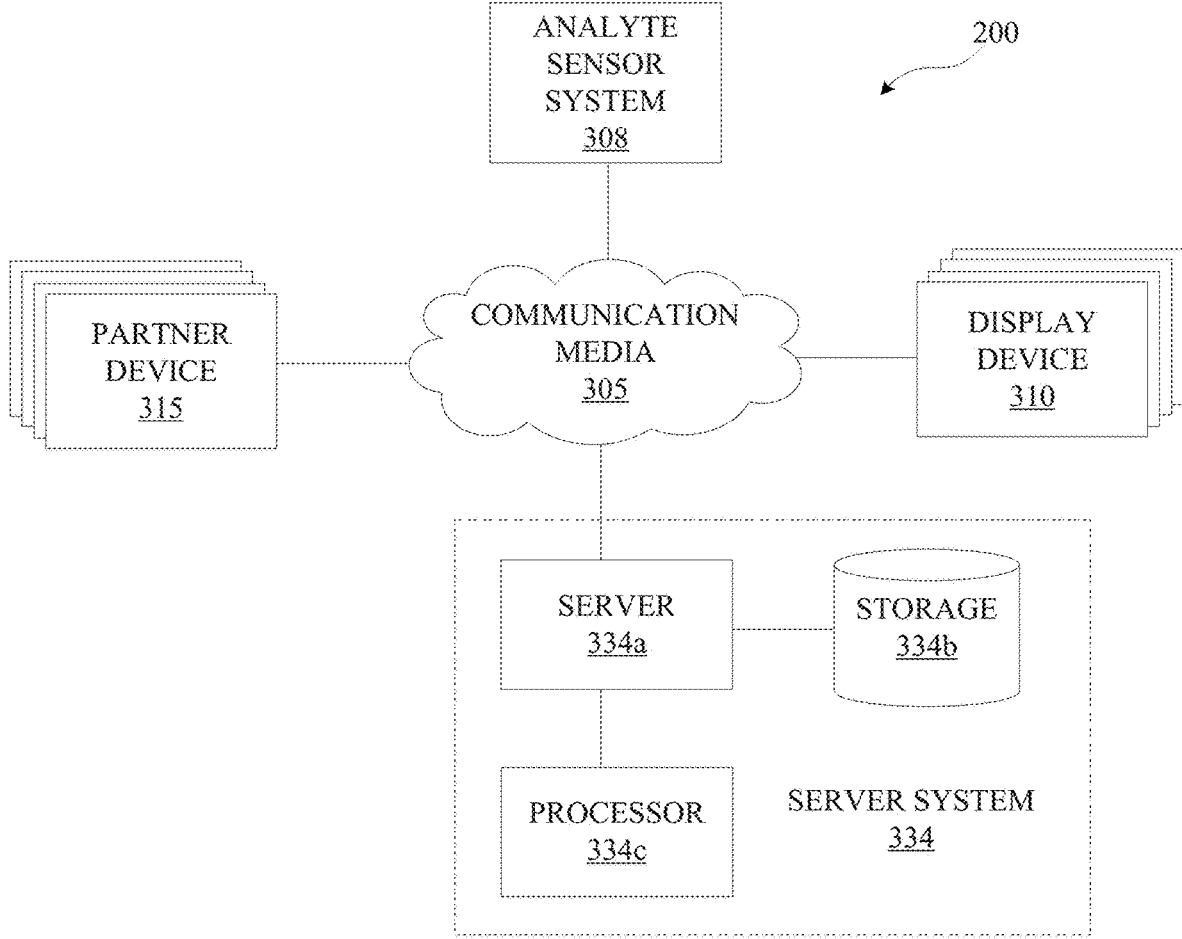 ANALYTE
SENSOR
SYSTEM
308
200
PARTNER
DEVICE
315
COMMUNICATION
MEDIA
305
DISPLAY
DEVICE
310
SERVER
334a
STORAGE
334b
PROCESSOR
334c
SERVER SYSTEM
334